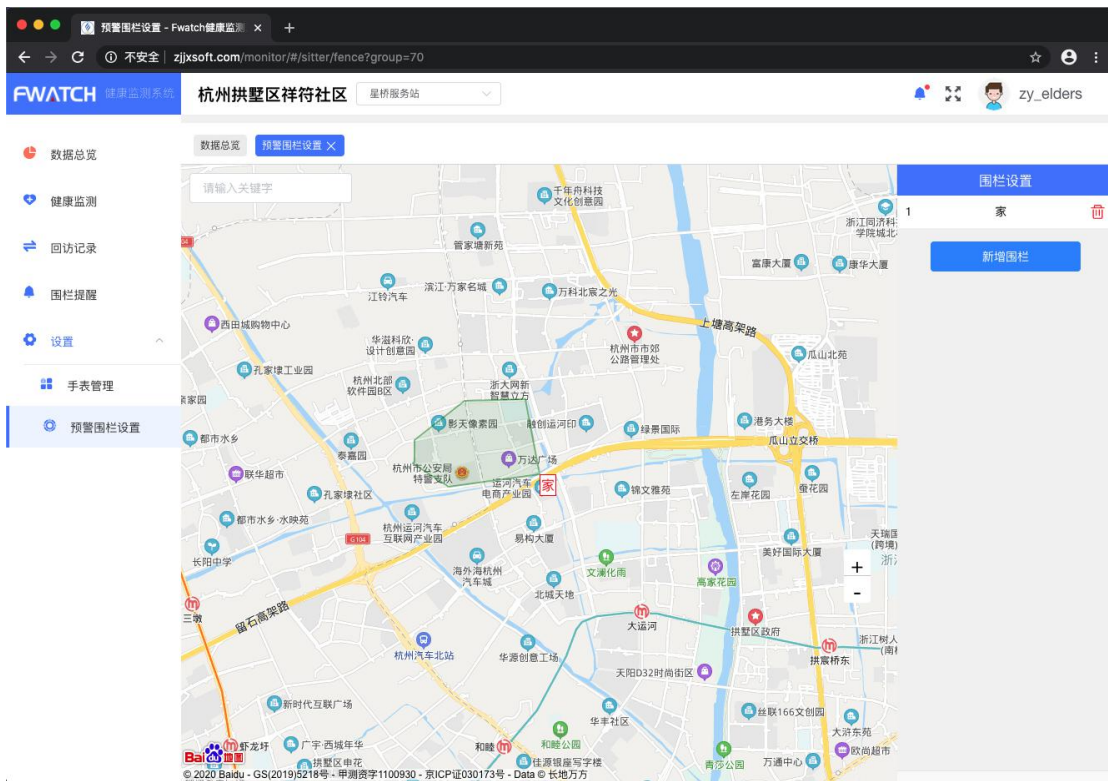 预警围栏设置 - Fwatch健康监测
不安全 | zjjxsoft.com/monitor/#/sitter/fence?group=70
FWATCH 健康监测系统
杭州拱墅区祥符社区
星桥服务站
zy_elders
数据总览
健康监测
回访记录
围栏提醒
设置
手表管理
预警围栏设置
数据总览
预警围栏设置
请输入关键字
围栏设置
1 家
新增围栏
千年舟科技
文化创意园
浙江同济科
学院城北
管家塘新苑
富康大厦
康华大厦
江铃汽车
滨江·万家名城
万科北宸之光
上塘高架路
西田城购物中心
华滋科欣·
设计创意园
杭州市市郊
公路管理处
瓜山北苑
孔家埭工业园
杭州北部
软件园B区
浙大网新
智慧立方
家园
影天像素园
融创运河印
绿景国际
港务大楼
都市水乡
瓜山立交桥
泰嘉园
万达广场
联华超市
杭州市公安局
特警支队
运河汽车
电商产业园
家
锦文雅苑
左岸花园
蚕花园
孔家埭社区
都市水乡·水映苑
杭州运河汽车
互联网产业园
易构大厦
G104
长阳中学
天瑞国
(跨境)
美好国际大厦
海外海杭州
汽车城
文澜化雨
高家花园
北城天地
+
-
三墩
留石高架路
大运河
拱墅区政府
杭州汽车北站
华源创意工场
浙江树人
拱宸桥东
天阳D32时尚街区
新时代互联广场
丝联166文创园
华丰社区
大浒东苑
虾龙圩
广宇·西城年华
和睦
和睦公园
欧尚超市
Bai地图
拱墅区申花
佳源银座写字楼
青莎公园
万通中心
© 2020 Baidu - GS(2019)5218号 - 甲测资字1100930 - 京ICP证030173号 - Data © 长地万方